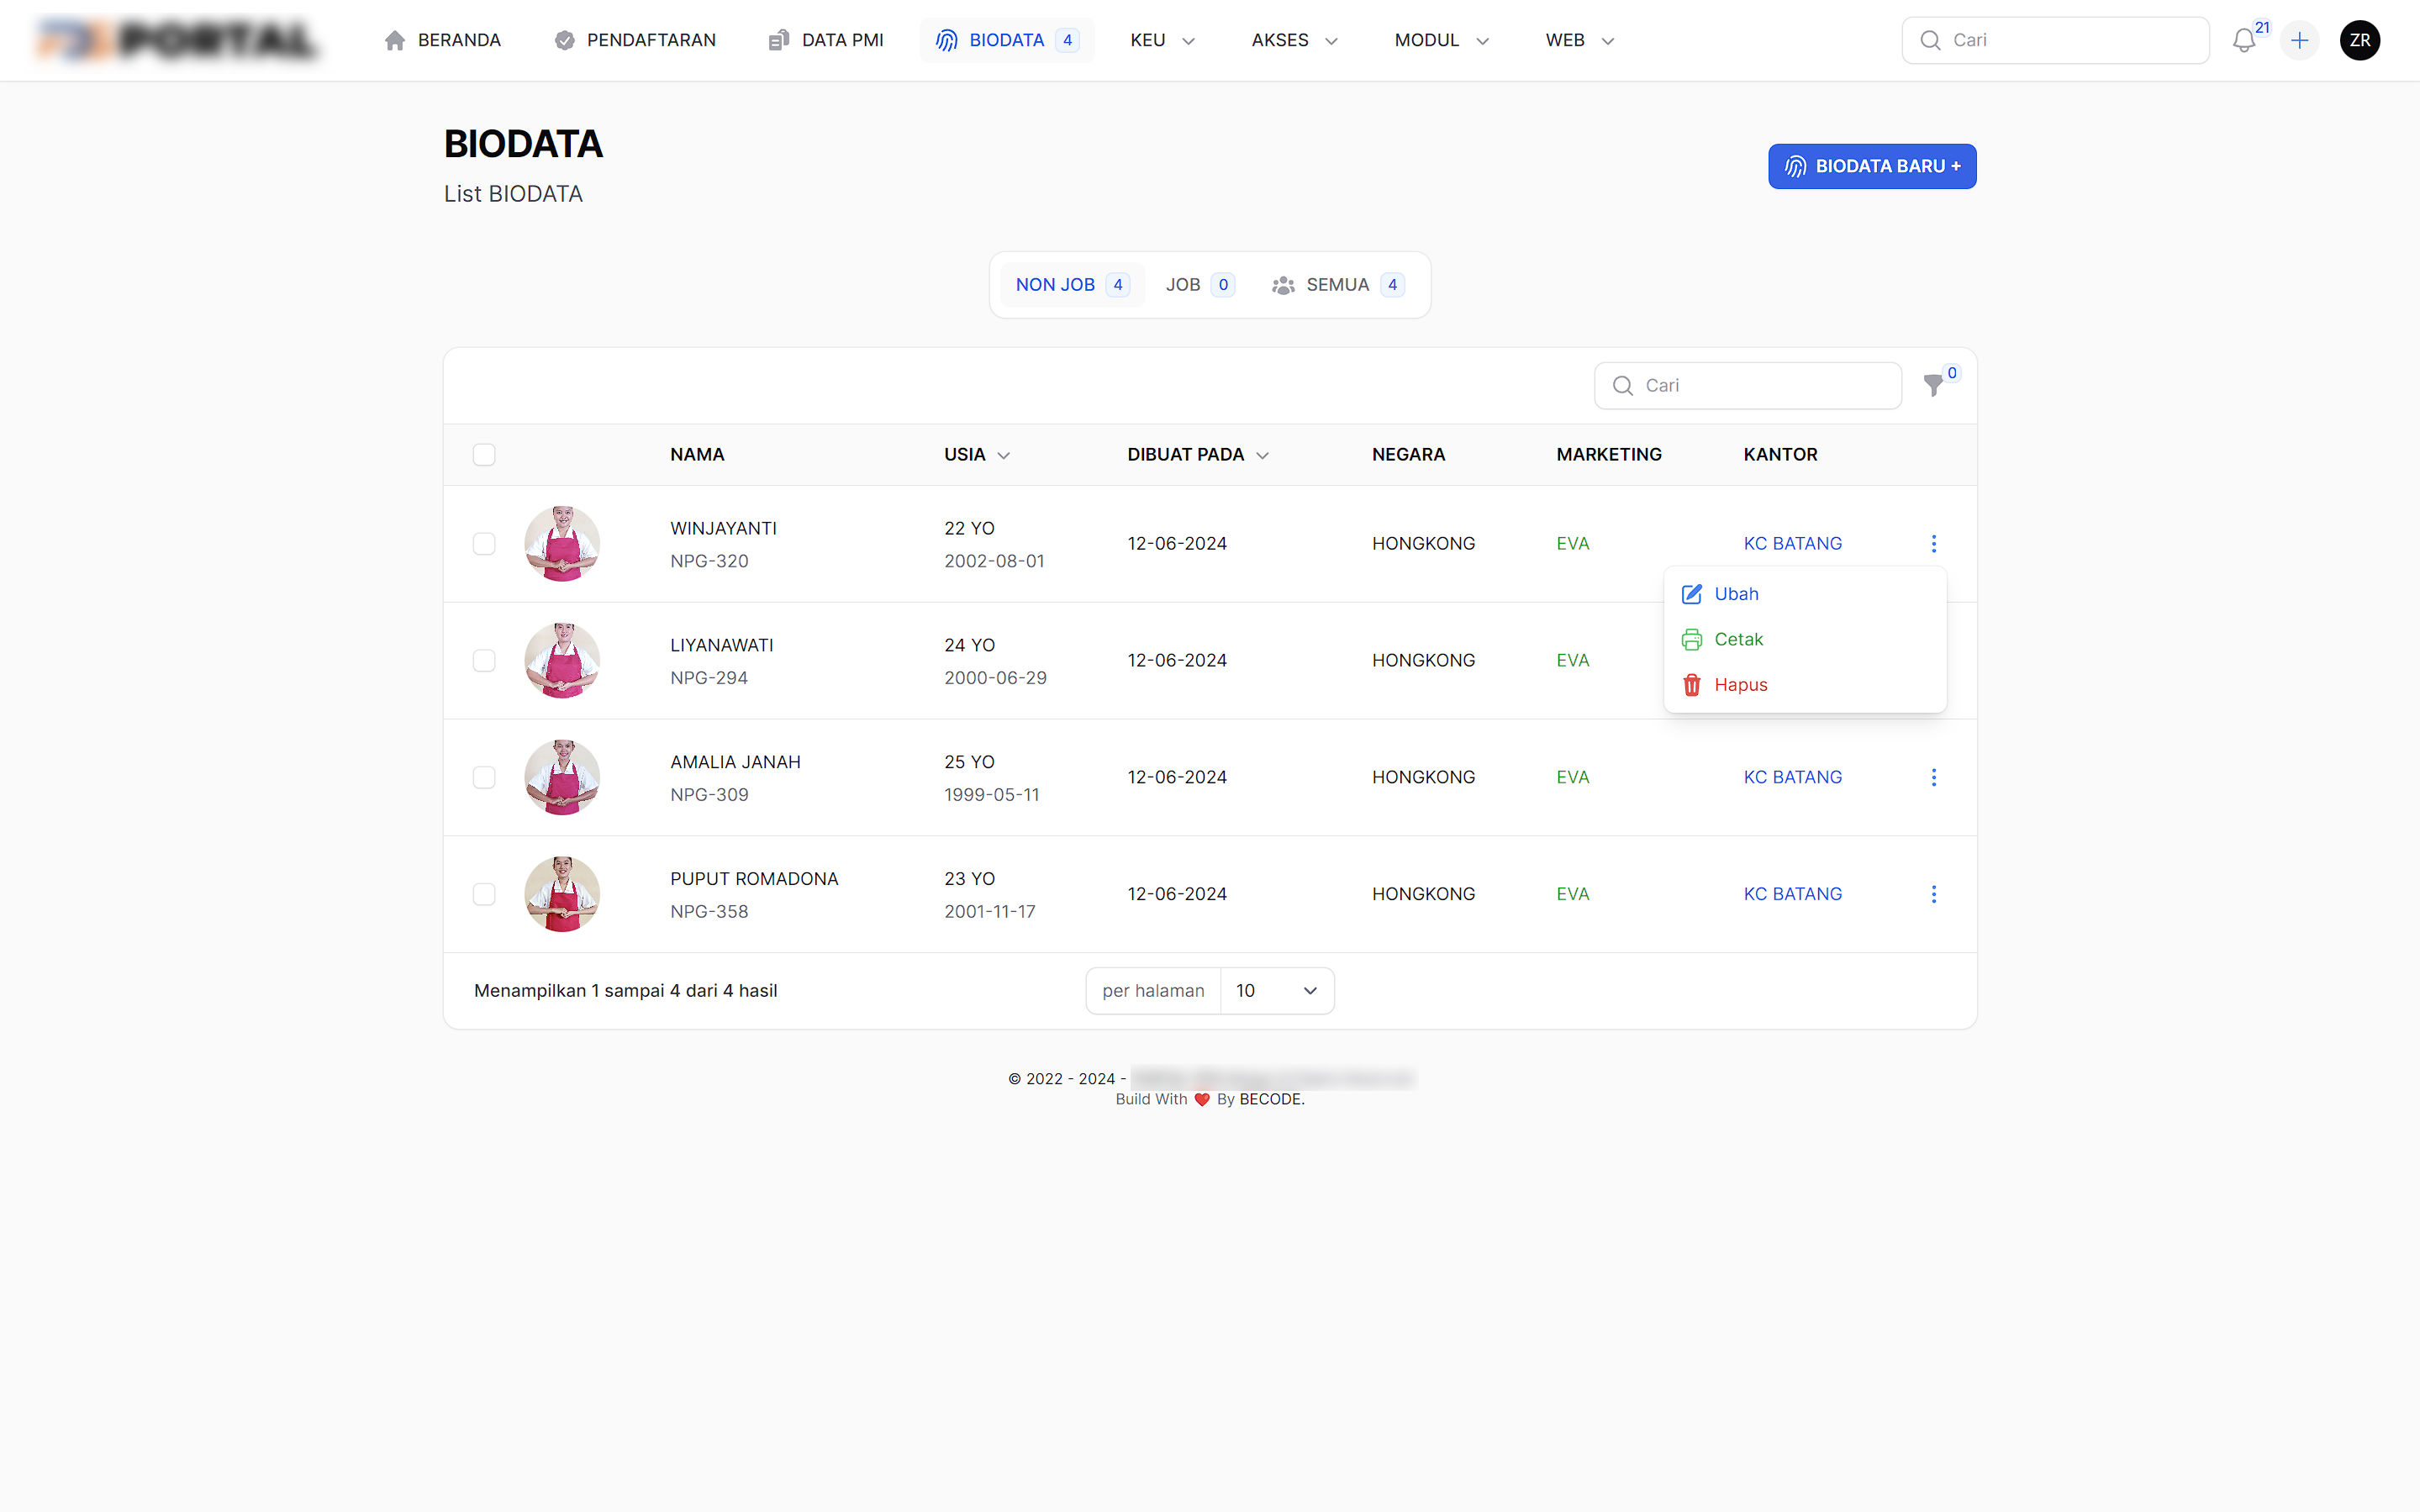 PORTAL
BERANDA
PENDAFTARAN
DATA PMI
BIODATA 4
KEU
AKSES
MODUL
WEB
Cari
21
ZR
BIODATA
List BIODATA
BIODATA BARU +
NON JOB 4
JOB 0
SEMUA 4
Cari
0
NAMA USIA DIBUAT PADA NEGARA MARKETING KANTOR
WINJAYANTI
NPG-320
22 YO
2002-08-01
12-06-2024
HONGKONG
EVA
KC BATANG
Ubah
Cetak
Hapus
LIYANAWATI
NPG-294
24 YO
2000-06-29
12-06-2024
HONGKONG
EVA
AMALIA JANAH
NPG-309
25 YO
1999-05-11
12-06-2024
HONGKONG
EVA
KC BATANG
PUPUT ROMADONA
NPG-358
23 YO
2001-11-17
12-06-2024
HONGKONG
EVA
KC BATANG
Menampilkan 1 sampai 4 dari 4 hasil
per halaman 10
© 2022 - 2024 -
Build With ❤️ By BECODE.